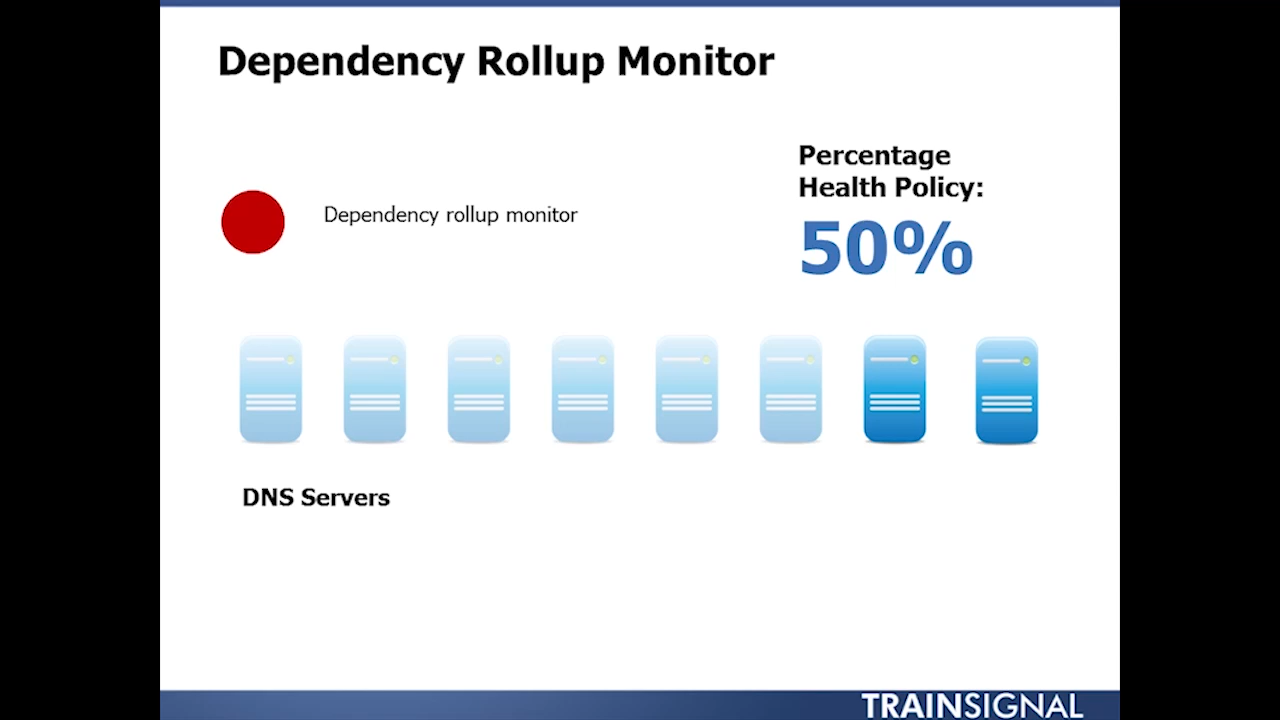 Dependency Rollup Monitor
Percentage
Health Policy:
Dependency rollup monitor
50%
DNS Servers
TRAINSIGNAL